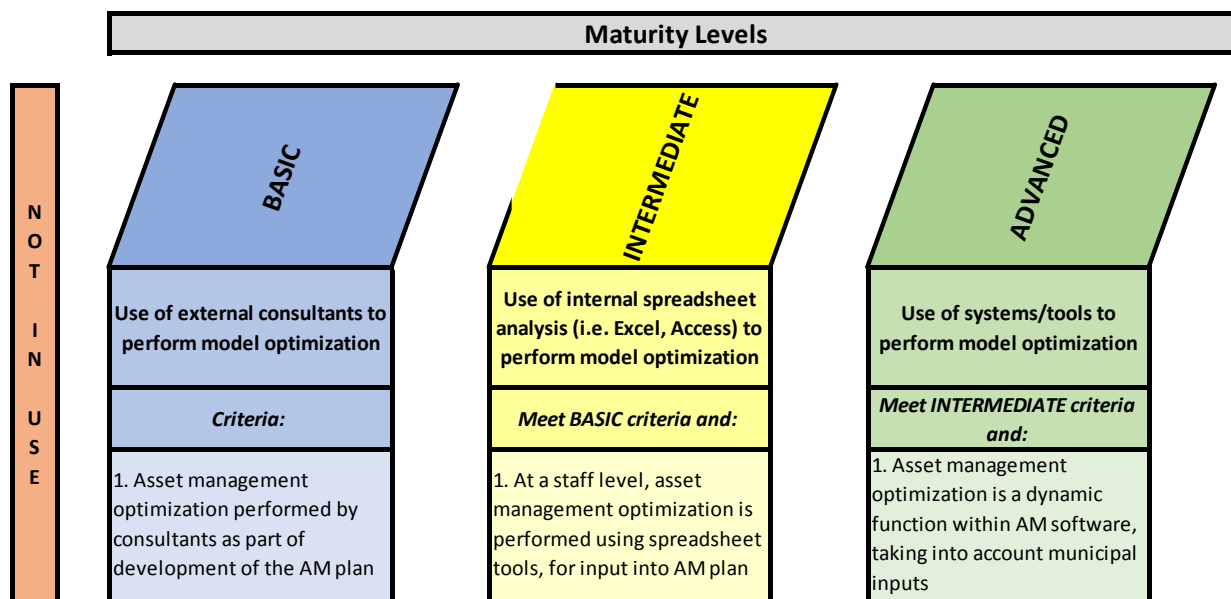 Maturity Levels
NOT IN USE
BASIC
INTERMEDIATE
ADVANCED
Use of external consultants to
perform model optimization
Use of internal spreadsheet
analysis (i.e. Excel, Access) to
perform model optimization
Use of systems/tools to
perform model optimization
Criteria:
Meet BASIC criteria and:
Meet INTERMEDIATE criteria
and:
1. Asset management
optimization performed by
consultants as part of
development of the AM plan
1. At a staff level, asset
management optimization is
performed using spreadsheet
tools, for input into AM plan
1. Asset management
optimization is a dynamic
function within AM software,
taking into account municipal
inputs